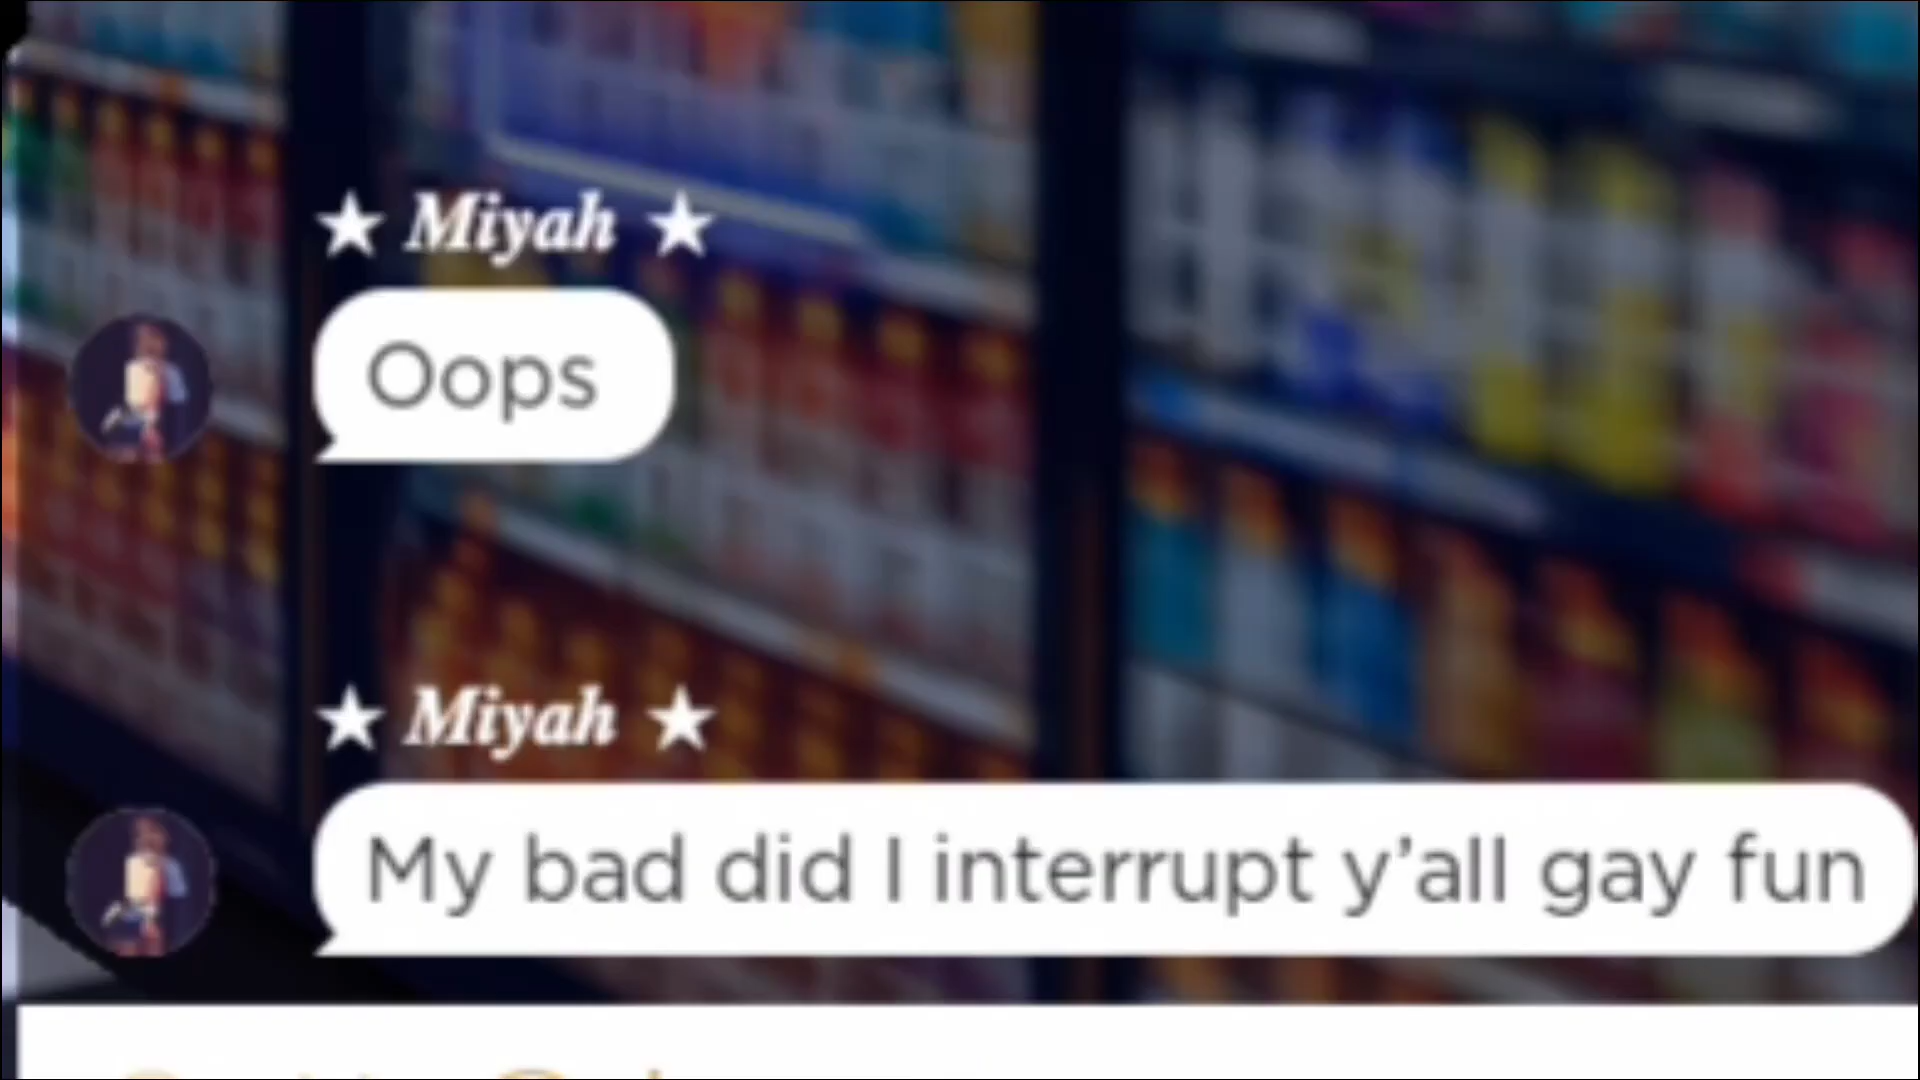 ★ Miyah ★
Oops
★ Miyah ★
My bad did I interrupt y’all gay fun